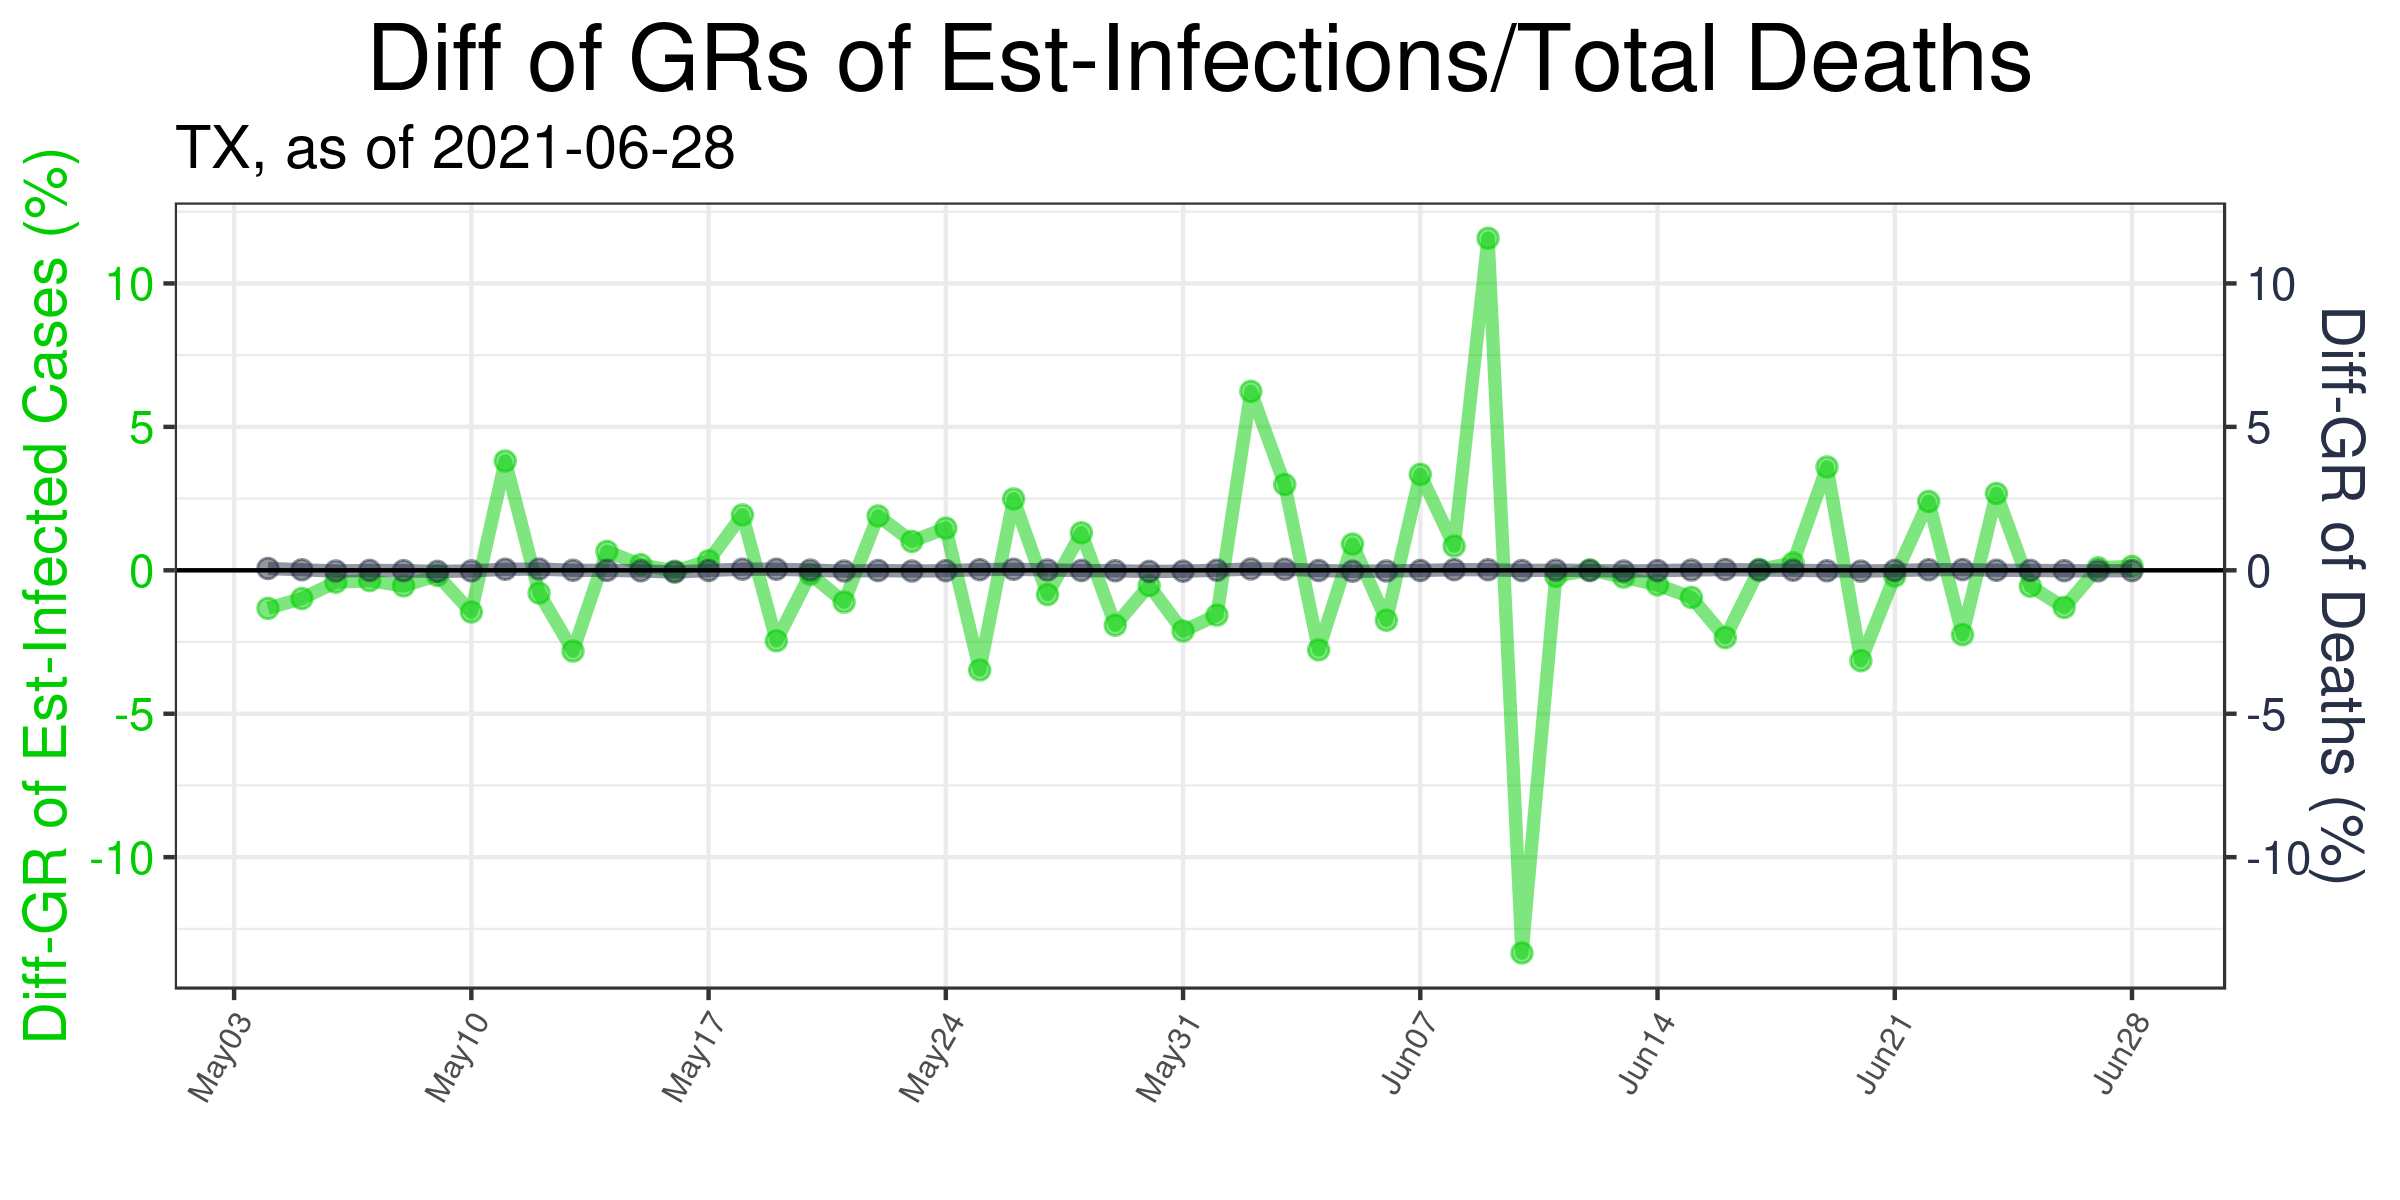 Diff of GRs of Est-Infections/Total Deaths
TX, as of 2021-06-28
Diff-GR of Est-Infected Cases (%)
10
5
0
-5
-10
10
5
0
-5
-10
Diff-GR of Deaths (%)
May03
May10
May17
May24
May31
Jun07
Jun14
Jun21
Jun28